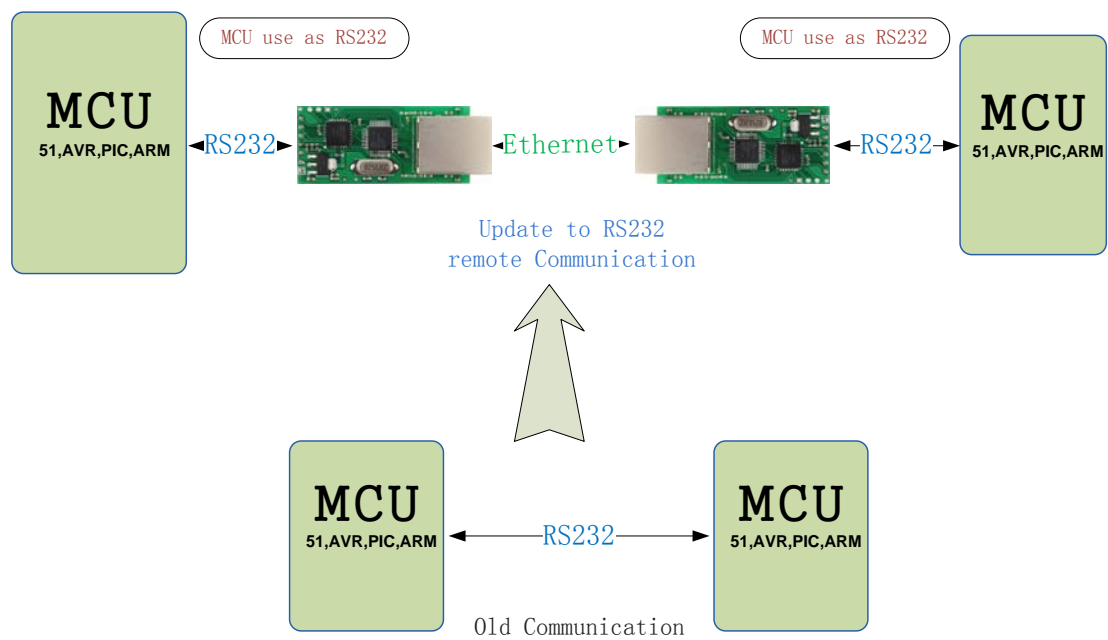 MCU use as RS232
MCU use as RS232
MCU
51,AVR,PIC,ARM
RS232
Ethernet
RS232
MCU
51,AVR,PIC,ARM
Update to RS232
remote Communication
MCU
51,AVR,PIC,ARM
RS232
MCU
51,AVR,PIC,ARM
Old Communication